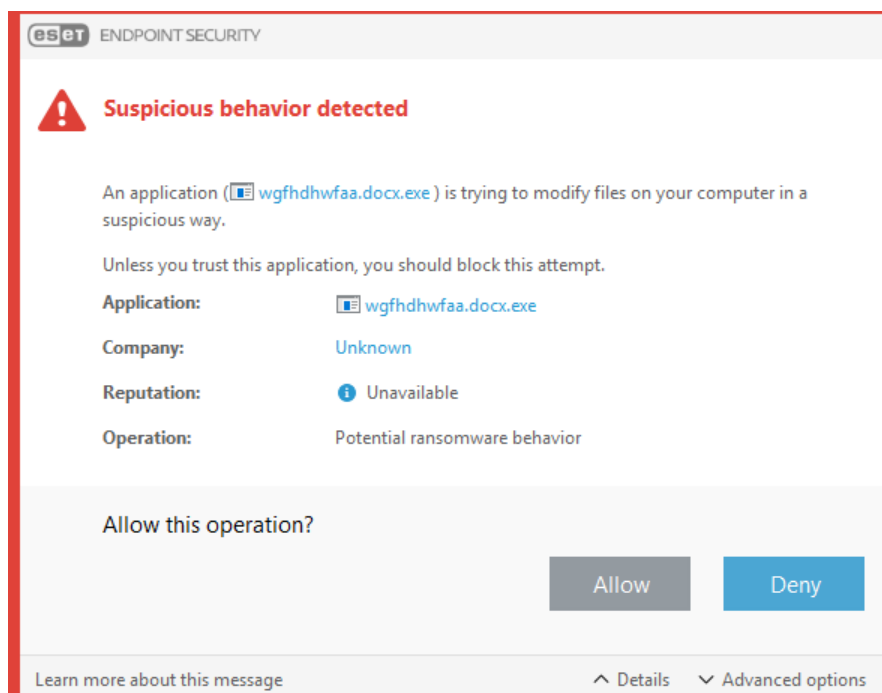 eset ENDPOINT SECURITY
Suspicious behavior detected
An application ( wgfhdhwfaa.docx.exe ) is trying to modify files on your computer in a
suspicious way.
Unless you trust this application, you should block this attempt.
Application: wgfhdhwfaa.docx.exe
Company: Unknown
Reputation: Unavailable
Operation: Potential ransomware behavior
Allow this operation?
Allow Deny
Learn more about this message Details Advanced options